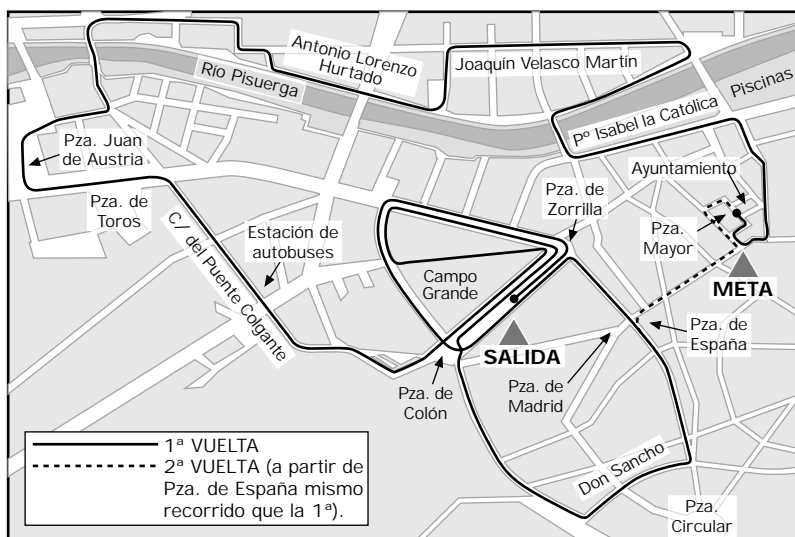 Antonio Lorenzo
Hurtado
Joaquín Velasco Martín
Río Pisuerga
Pº Isabel la Católica
Piscinas
Pza. Juan
de Austria
Ayuntamiento
Pza. de
Zorrilla
Pza. de
Toros
Pza.
Mayor
Estación de
autobuses
C/ del Puente Colgante
Campo
Grande
META
SALIDA
Pza. de
España
Pza. de
Madrid
Pza. de
Colón
Don Sancho
Pza.
Circular
1ª VUELTA
2ª VUELTA (a partir de
Pza. de España mismo
recorrido que la 1ª).